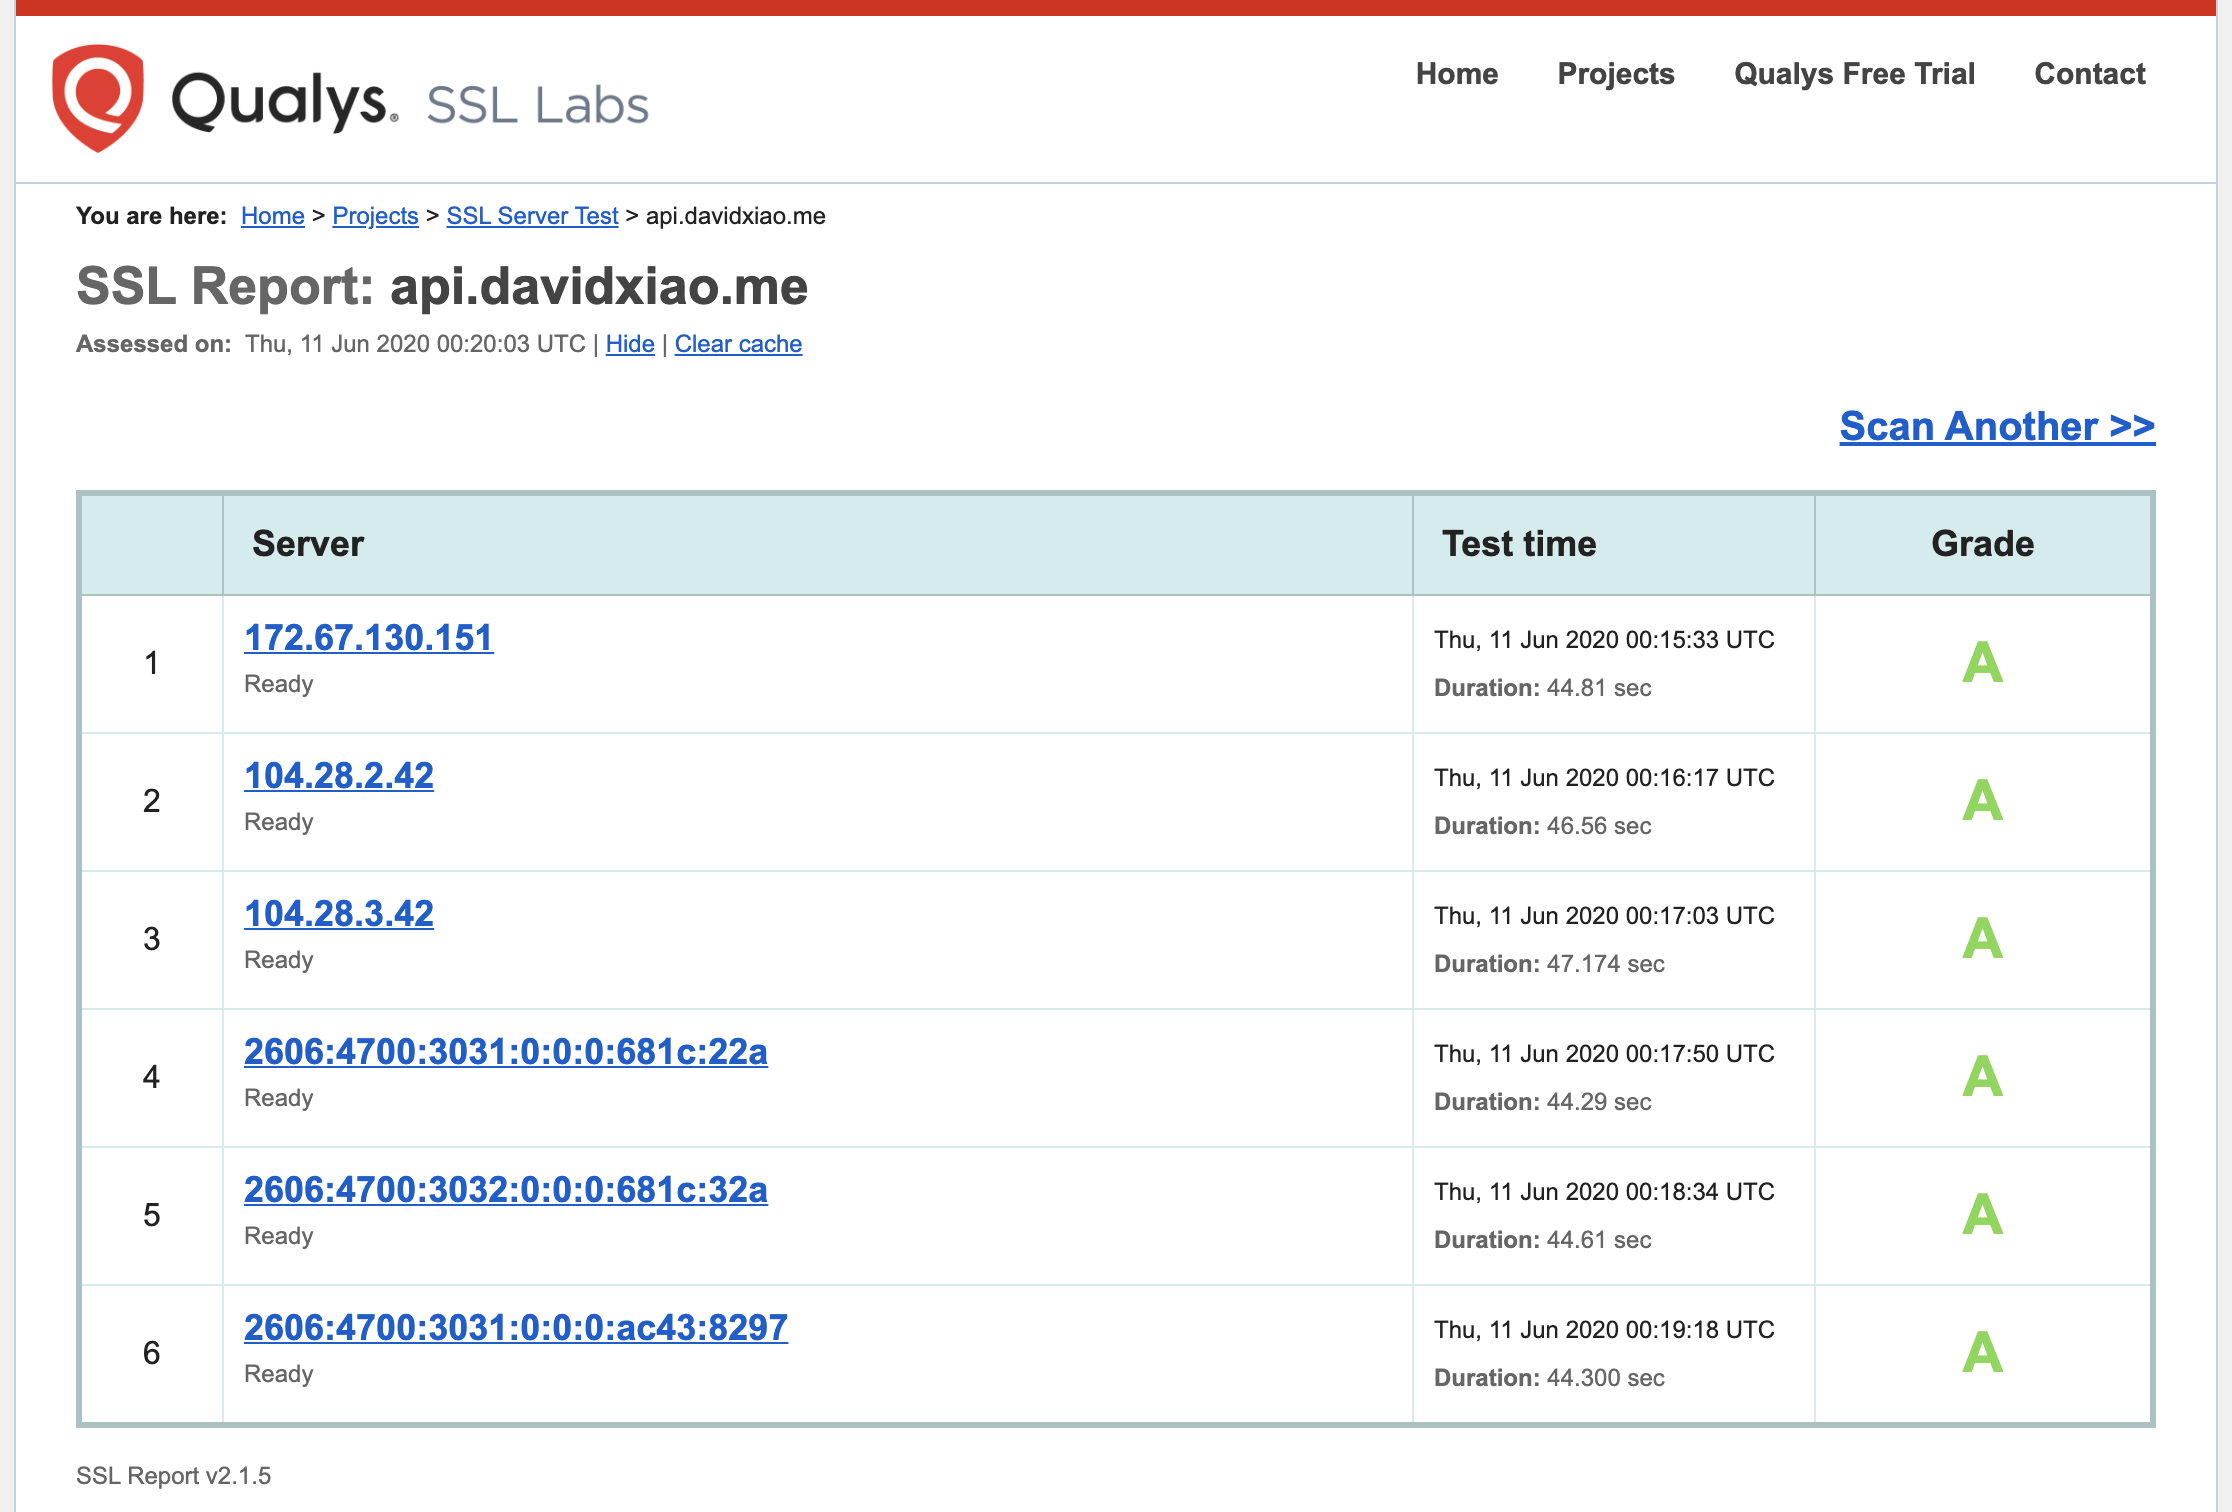 Qualys® SSL Labs
Home Projects Qualys Free Trial Contact
You are here: Home > Projects > SSL Server Test > api.davidxiao.me
SSL Report: api.davidxiao.me
Assessed on: Thu, 11 Jun 2020 00:20:03 UTC | Hide | Clear cache
Scan Another >>
Server Test time Grade
1
172.67.130.151
Ready
Thu, 11 Jun 2020 00:15:33 UTC
Duration: 44.81 sec
A
2
104.28.2.42
Ready
Thu, 11 Jun 2020 00:16:17 UTC
Duration: 46.56 sec
A
3
104.28.3.42
Ready
Thu, 11 Jun 2020 00:17:03 UTC
Duration: 47.174 sec
A
4
2606:4700:3031:0:0:0:681c:22a
Ready
Thu, 11 Jun 2020 00:17:50 UTC
Duration: 44.29 sec
A
5
2606:4700:3032:0:0:0:681c:32a
Ready
Thu, 11 Jun 2020 00:18:34 UTC
Duration: 44.61 sec
A
6
2606:4700:3031:0:0:0:ac43:8297
Ready
Thu, 11 Jun 2020 00:19:18 UTC
Duration: 44.300 sec
A
SSL Report v2.1.5